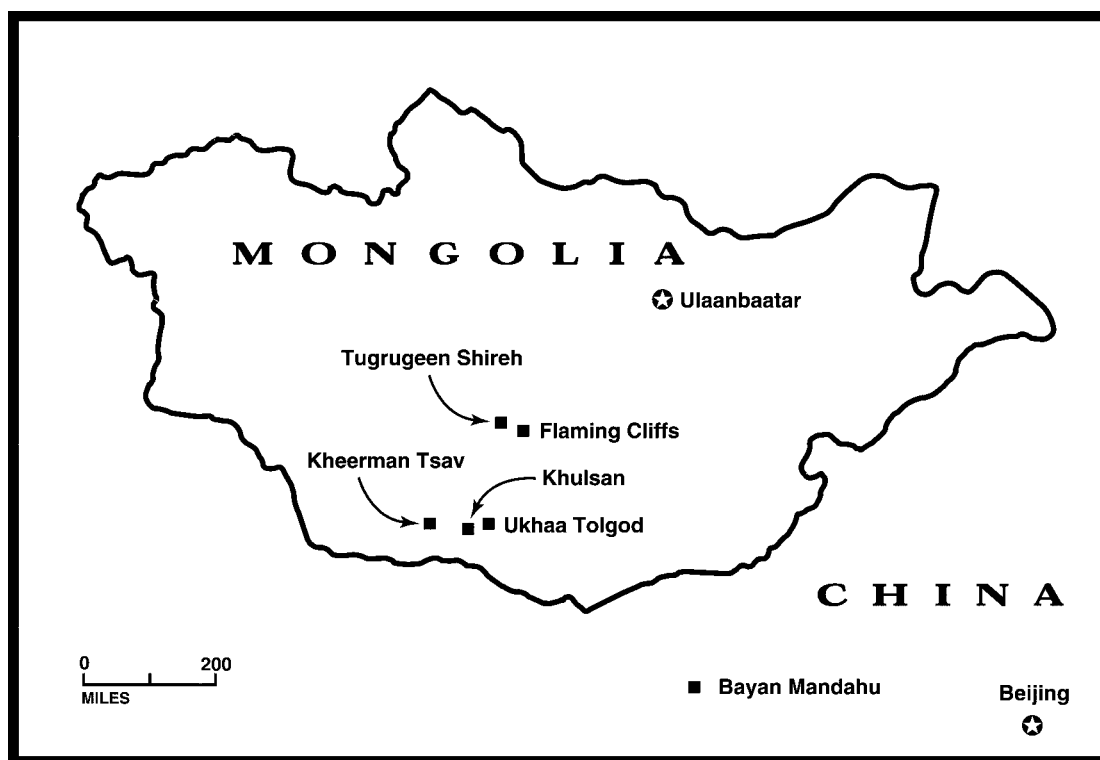 MONGOLIA
Ulaanbaatar
Tugrugeen Shireh
Flaming Cliffs
Kheerman Tsav
Khulsan
Ukhaa Tolgod
CHINA
0 200
MILES
Bayan Mandahu
Beijing